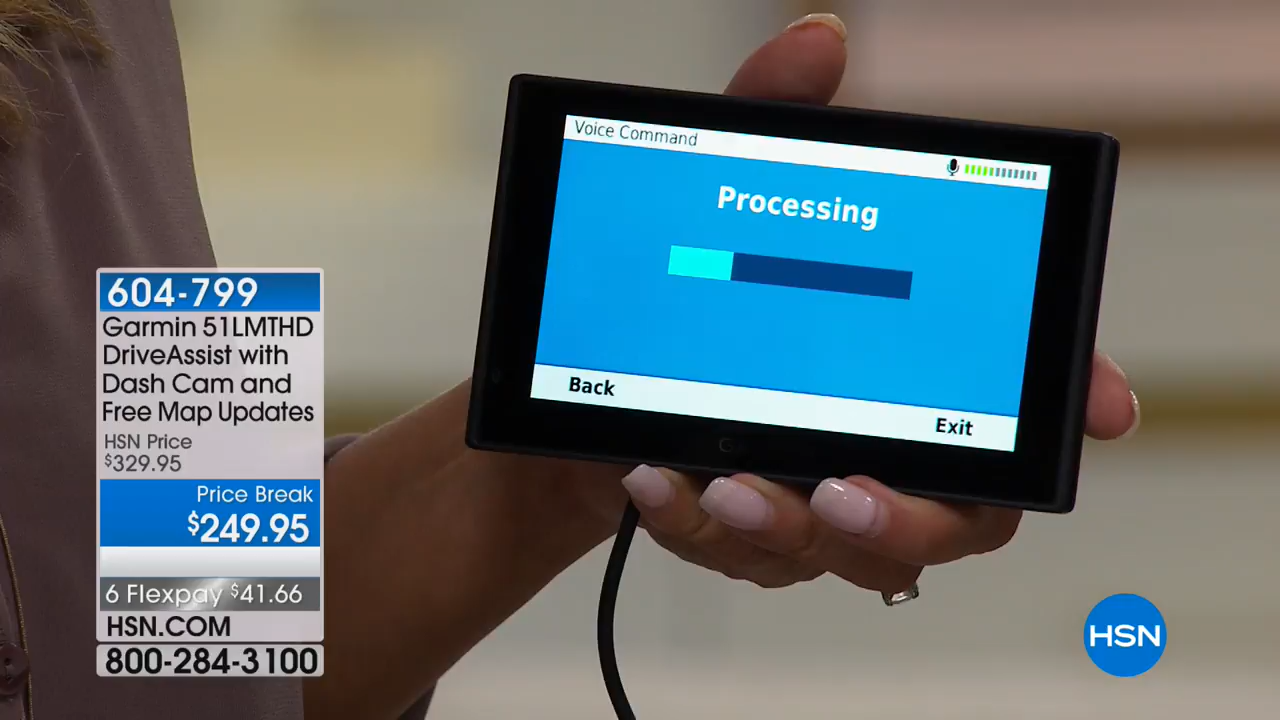 Voice Command
Processing
Back
Exit
604-799
Garmin 51LMTHD
DriveAssist with
Dash Cam and
Free Map Updates
HSN Price
$329.95
Price Break
$249.95
6 Flexpay $41.66
HSN.COM
800-284-3100
HSN